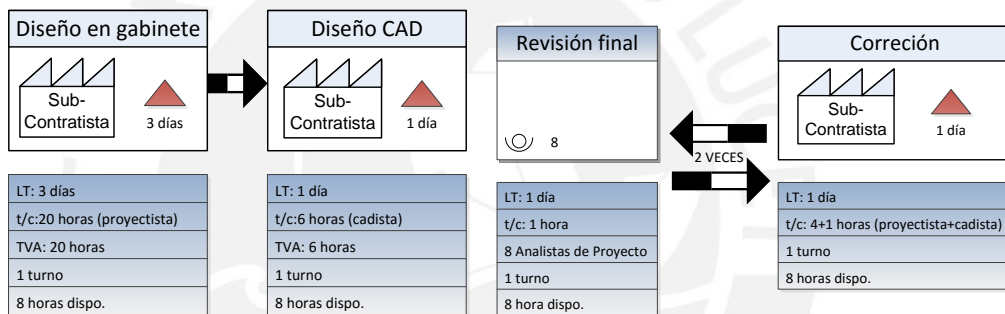 Diseño en gabinete
Sub-
Contratista
3 días
LT: 3 días
t/c:20 horas (proyectista)
TVA: 20 horas
1 turno
8 horas dispo.
Diseño CAD
Sub-
Contratista
1 día
LT: 1 día
t/c:6 horas (cadista)
TVA: 6 horas
1 turno
8 horas dispo.
Revisión final
8
LT: 1 día
t/c: 1 hora
8 Analistas de Proyecto
1 turno
8 hora dispo.
2 VECES
Correción
Sub-
Contratista
1 día
LT: 1 día
t/c: 4+1 horas (proyectista+cadista)
1 turno
8 horas dispo.